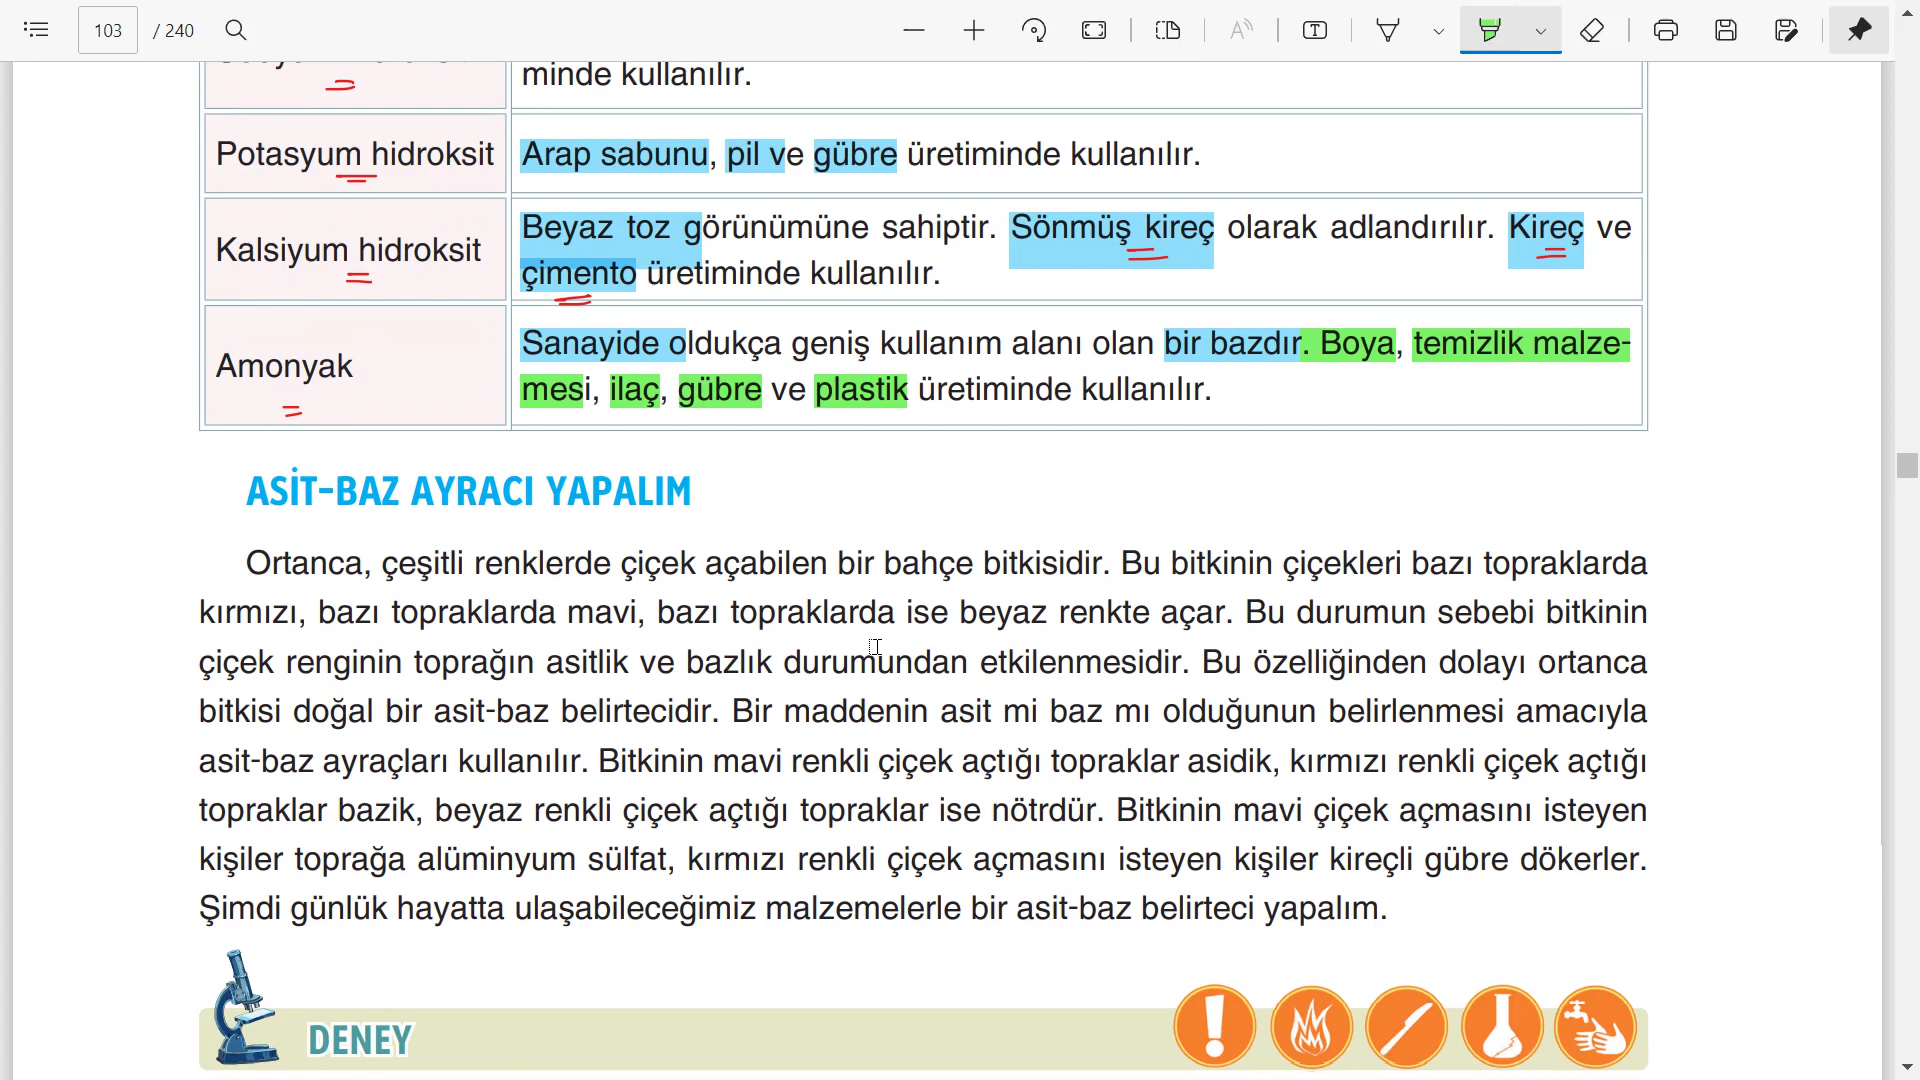 103 / 240
minde kullanılır.
Potasyum hidroksit
Arap sabunu, pil ve gübre üretiminde kullanılır.
Kalsiyum hidroksit
Beyaz toz görünümüne sahiptir. Sönmüş kireç olarak adlandırılır. Kireç ve
çimento üretiminde kullanılır.
Amonyak
Sanayide oldukça geniş kullanım alanı olan bir bazdır. Boya, temizlik malze-
mesi, ilaç, gübre ve plastik üretiminde kullanılır.
ASİT-BAZ AYRACI YAPALIM
Ortanca, çeşitli renklerde çiçek açabilen bir bahçe bitkisidir. Bu bitkinin çiçekleri bazı topraklarda
kırmızı, bazı topraklarda mavi, bazı topraklarda ise beyaz renkte açar. Bu durumun sebebi bitkinin
çiçek renginin toprağın asitlik ve bazlık durumundan etkilenmesidir. Bu özelliğinden dolayı ortanca
bitkisi doğal bir asit-baz belirtecidir. Bir maddenin asit mi baz mı olduğunun belirlenmesi amacıyla
asit-baz ayraçları kullanılır. Bitkinin mavi renkli çiçek açtığı topraklar asidik, kırmızı renkli çiçek açtığı
topraklar bazik, beyaz renkli çiçek açtığı topraklar ise nötrdür. Bitkinin mavi çiçek açmasını isteyen
kişiler toprağa alüminyum sülfat, kırmızı renkli çiçek açmasını isteyen kişiler kireçli gübre dökerler.
Şimdi günlük hayatta ulaşabileceğimiz malzemelerle bir asit-baz belirteci yapalım.
DENEY